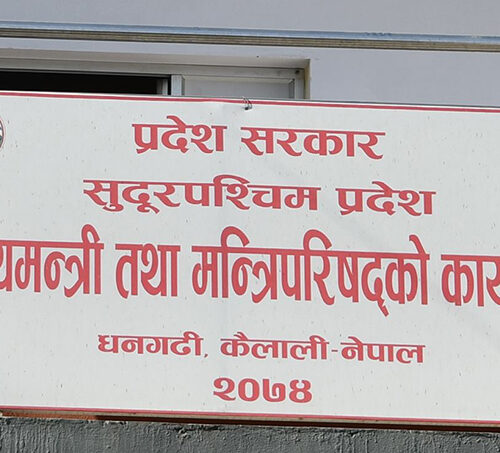 प्रदेश सरकार
सुदूरपश्चिम प्रदेश
यमन्त्री तथा मन्त्रिपरिषद्को कार्य
धनगढी, कैलाली-नेपाल
२०७४